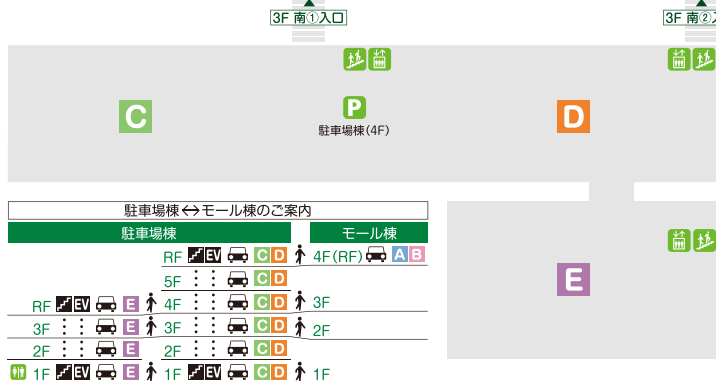 3F 南①入口
3F 南②
C
P
駐車場棟(4F)
D
E
駐車場棟↔モール棟のご案内
駐車場棟 モール棟
RF EV C D 4F(RF) A B
5F C D
RF EV E 4F C D 3F
3F E 3F C D 2F
2F E 2F C D
1F EV E 1F EV C D 1F